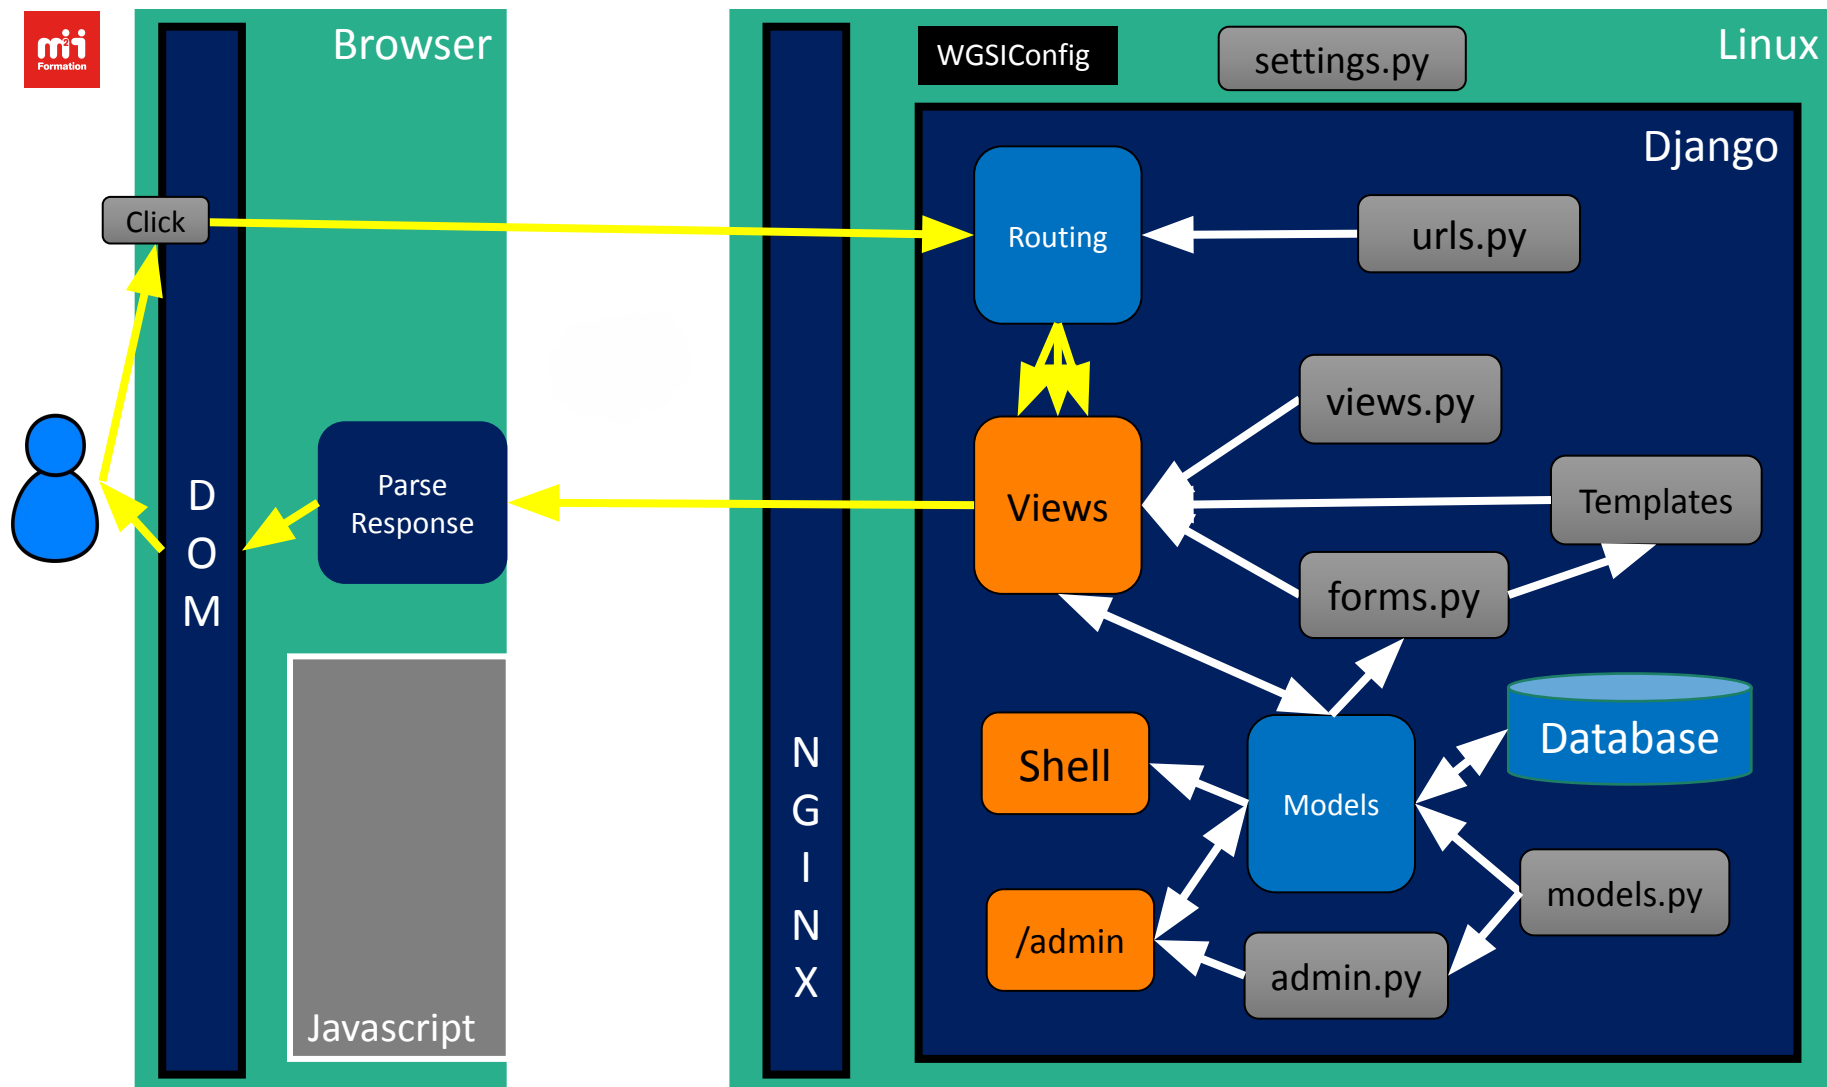 m2i
Formation
Browser
WGSIConfig
settings.py
Linux
Django
Click
Routing
urls.py
views.py
D
O
M
Parse
Response
Views
Templates
forms.py
N
G
I
N
X
Shell
Models
Database
/admin
models.py
admin.py
Javascript